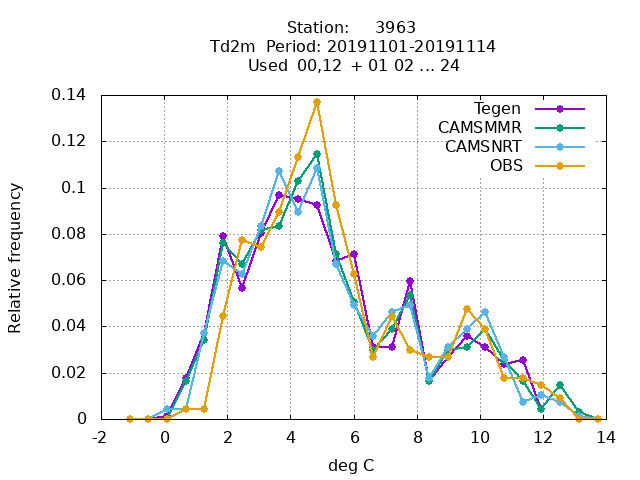 Station: 3963
Td2m Period: 20191101-20191114
Used 00,12 + 01 02 ... 24
Tegen
CAMSMMR
CAMSNRT
OBS
Relative frequency
0.14
0.12
0.1
0.08
0.06
0.04
0.02
0
-2 0 2 4 6 8 10 12 14
deg C